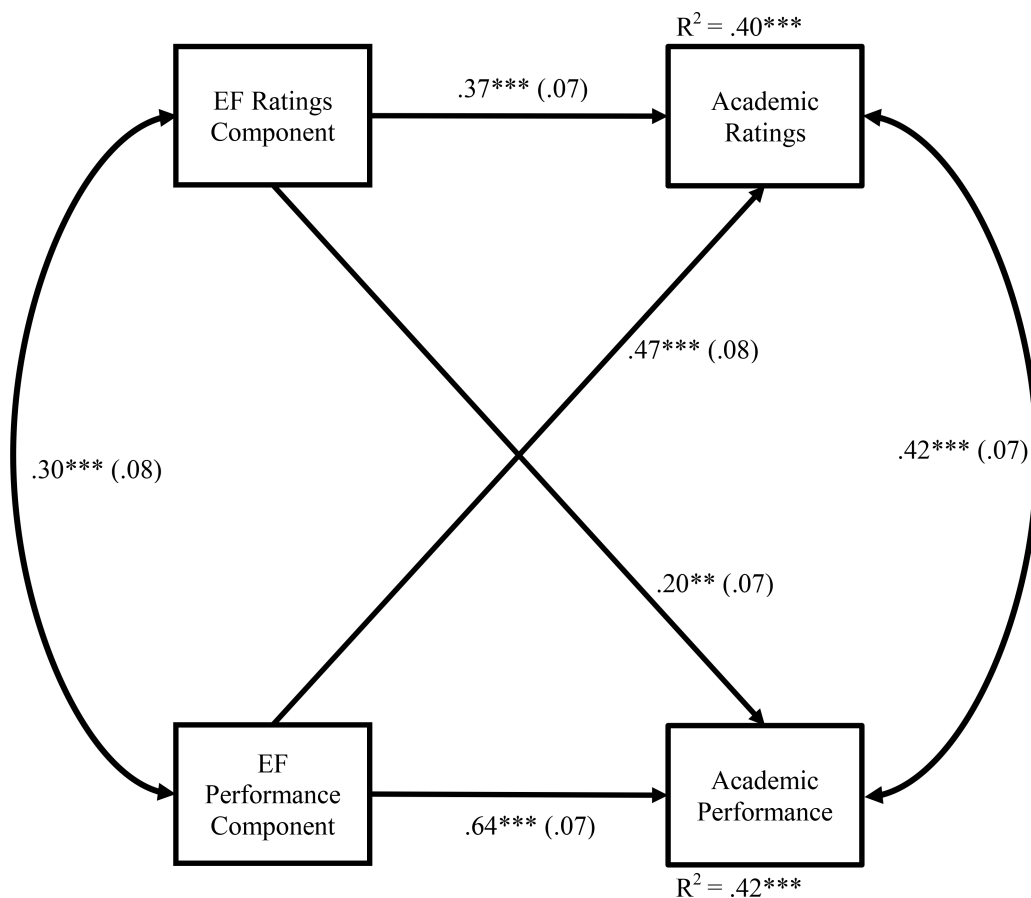 R² = .40***
EF Ratings
Component
.37*** (.07)
Academic
Ratings
.47*** (.08)
.30*** (.08)
.42*** (.07)
.20** (.07)
EF
Performance
Component
.64*** (.07)
Academic
Performance
R² = .42***